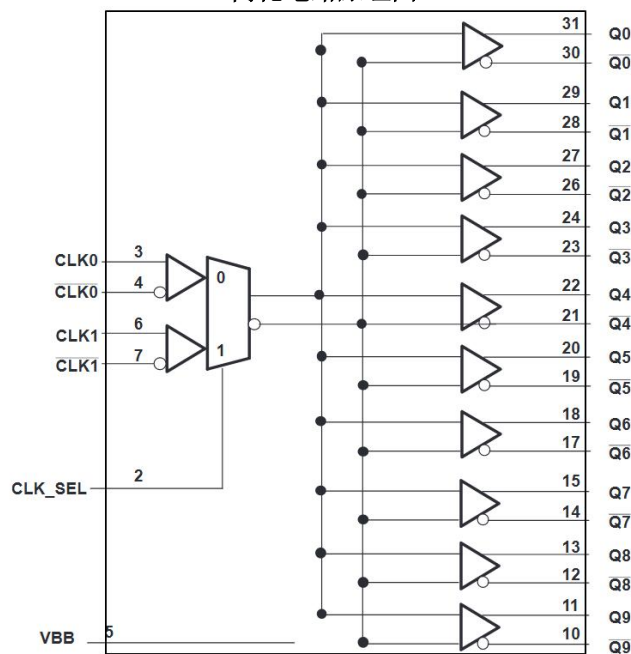 31 Q0
30 Q0
29 Q1
28 Q1
27 Q2
26 Q2
24 Q3
23 Q3
CLK0 3
CLK0 4
0
CLK1 6
CLK1 7
1
22 Q4
21 Q4
20 Q5
19 Q5
18 Q6
17 Q6
CLK_SEL 2
15 Q7
14 Q7
13 Q8
12 Q8
11 Q9
10 Q9
VBB 5